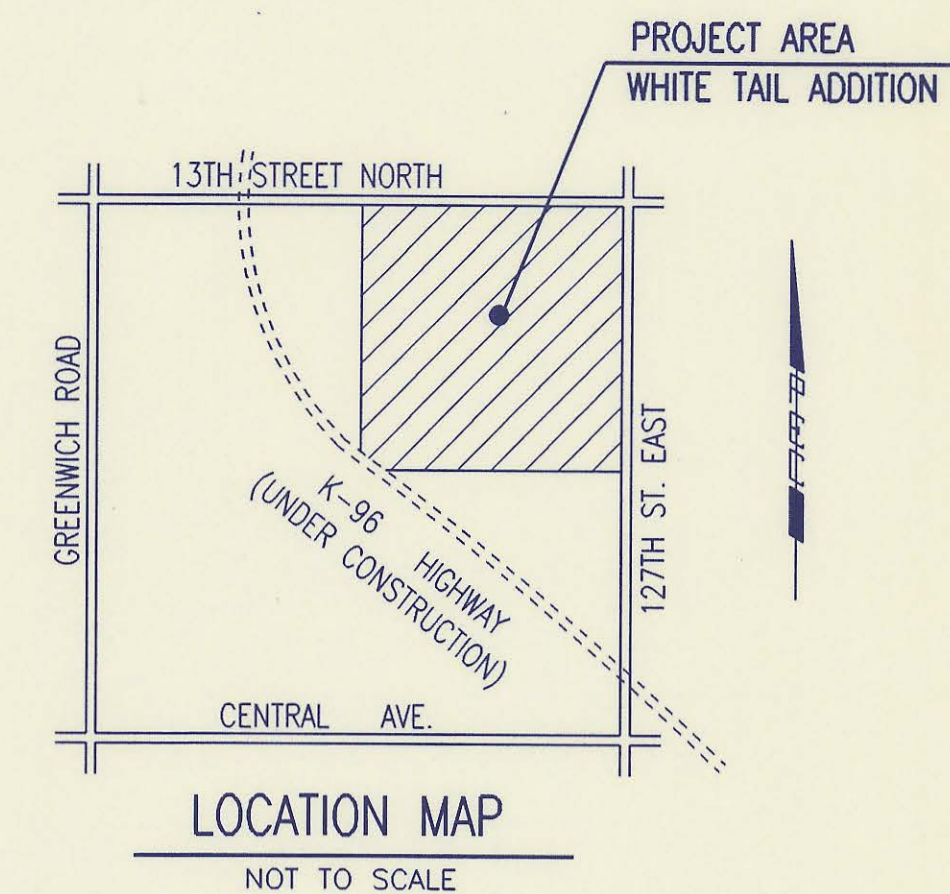 PROJECT AREA
WHITE TAIL ADDITION
13TH STREET NORTH
GREENWICH ROAD
K-96 HIGHWAY
(UNDER CONSTRUCTION)
127TH ST. EAST
CENTRAL AVE.
LOCATION MAP
NOT TO SCALE